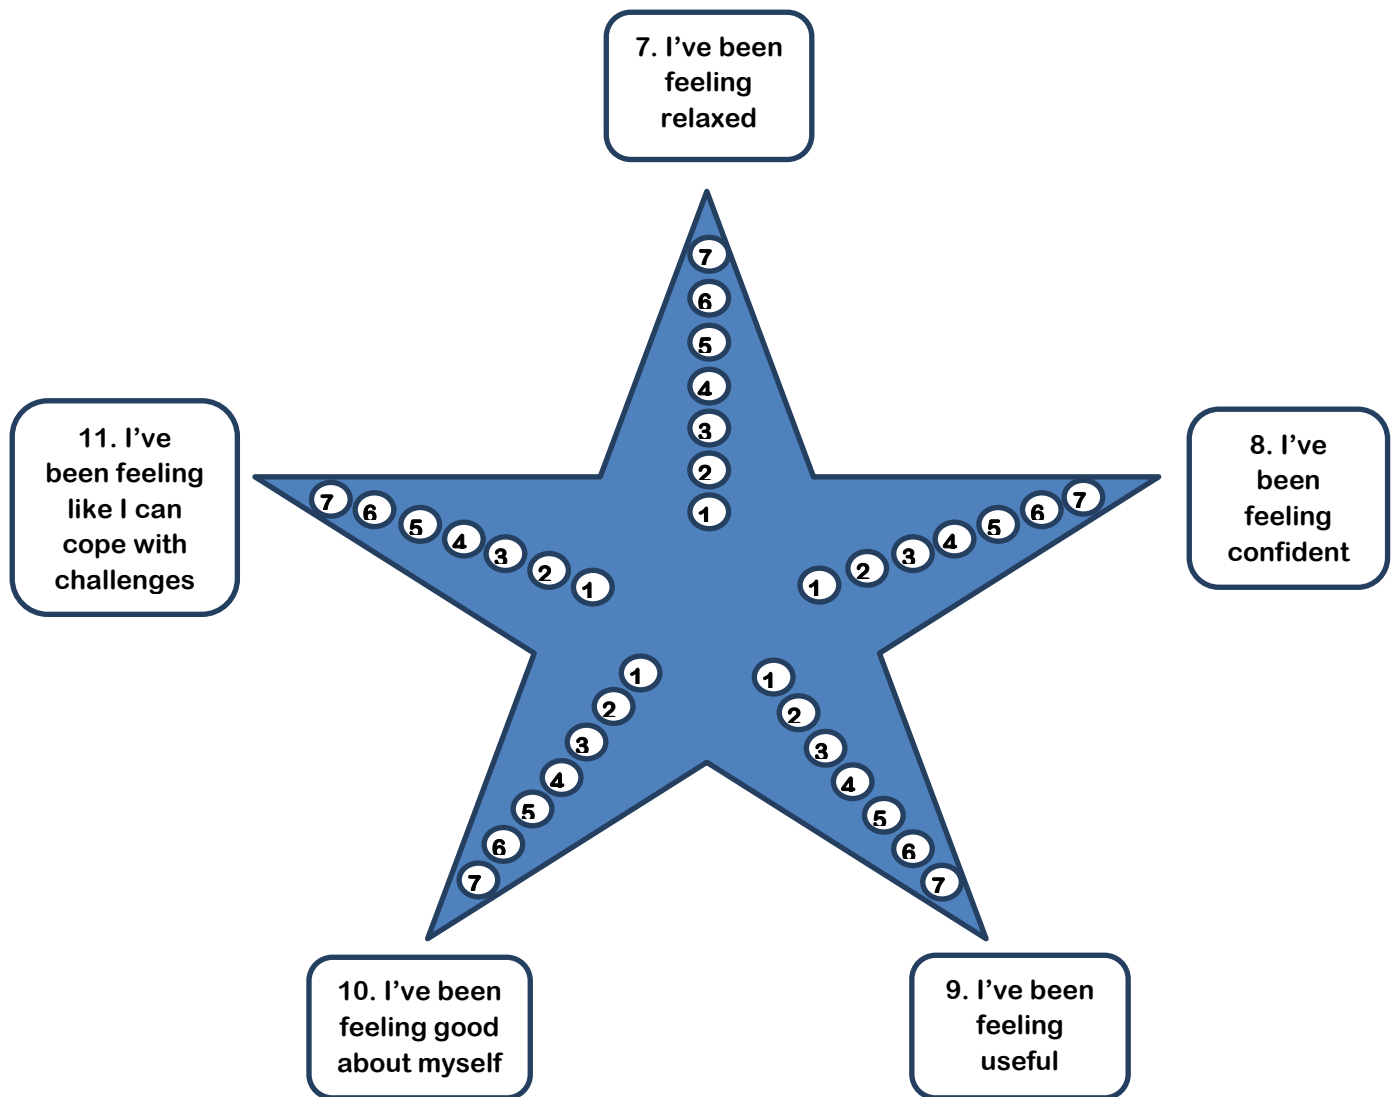 7. I've been
feeling
relaxed
7
6
5
4
3
2
1
11. I've
been feeling
like I can
cope with
challenges
7 6 5 4 3 2 1
1 2 3 4 5 6 7
8. I've
been
feeling
confident
1
2
3
4
5
6
7
1
2
3
4
5
6
7
10. I've been
feeling good
about myself
9. I've been
feeling
useful